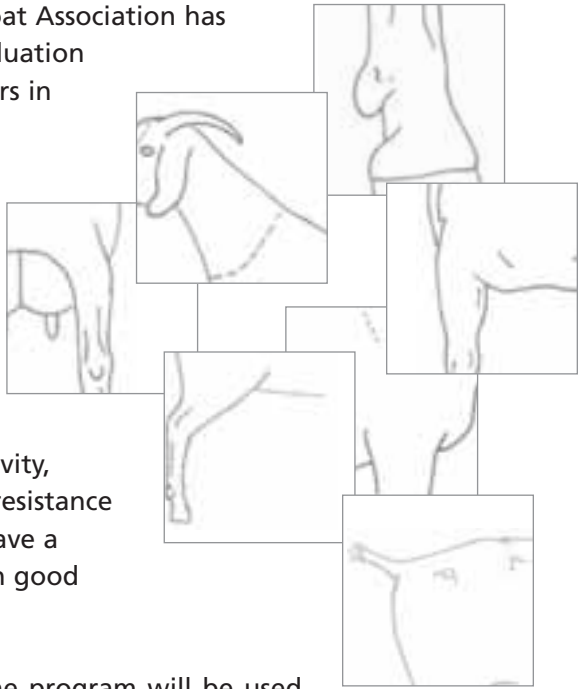 oat Association has
luation
rs in
vity,
resistance
ave a
n good
e program will be used